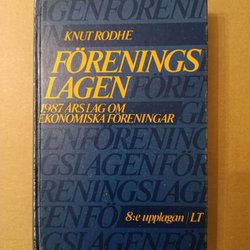 KNUT RODHE
FÖRENINGS
LAGEN
1987 ÅRS LAG OM
EKONOMISKA FÖRENINGAR
8:e upplagan | LT